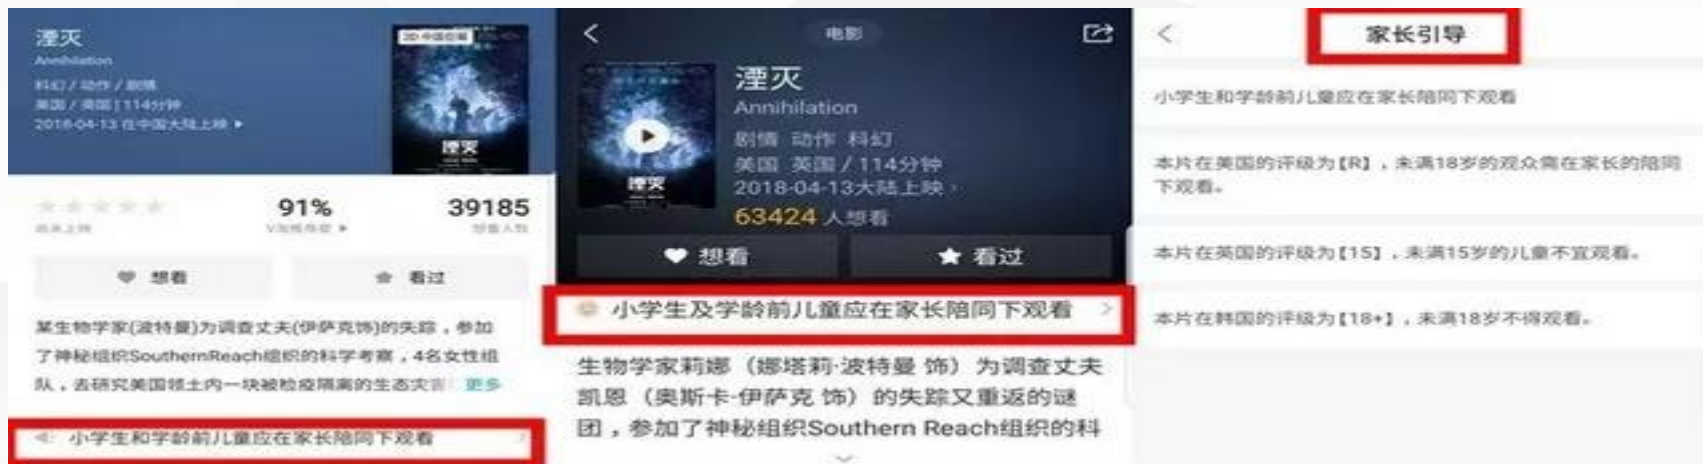 湮灭
Annihilation
科幻 / 动作 / 剧情
美国 / 英国 | 114分钟
2018-04-13 在中国大陆上映
湮灭
91%
39185
想看
看过
某生物学家(波特曼)为调查丈夫(伊萨克饰)的失踪，参加
了神秘组织SouthernReach组织的科学考察，4名女性组
队，去研究美国领土内一块被检疫隔离的生态灾害
更多
小学生和学龄前儿童应在家长陪同下观看
电影
湮灭
Annihilation
剧情 动作 科幻
美国 英国 / 114分钟
2018-04-13大陆上映
63424 人想看
湮灭
想看
看过
小学生及学龄前儿童应在家长陪同下观看
生物学家莉娜（娜塔莉·波特曼 饰）为调查丈夫
凯恩（奥斯卡·伊萨克 饰）的失踪又重返的谜
团，参加了神秘组织Southern Reach组织的科
家长引导
小学生和学龄前儿童应在家长陪同下观看
本片在美国的评级为【R】，未满18岁的观众需在家长的陪同
下观看。
本片在英国的评级为【15】，未满15岁的儿童不宜观看。
本片在韩国的评级为【18+】，未满18岁不得观看。